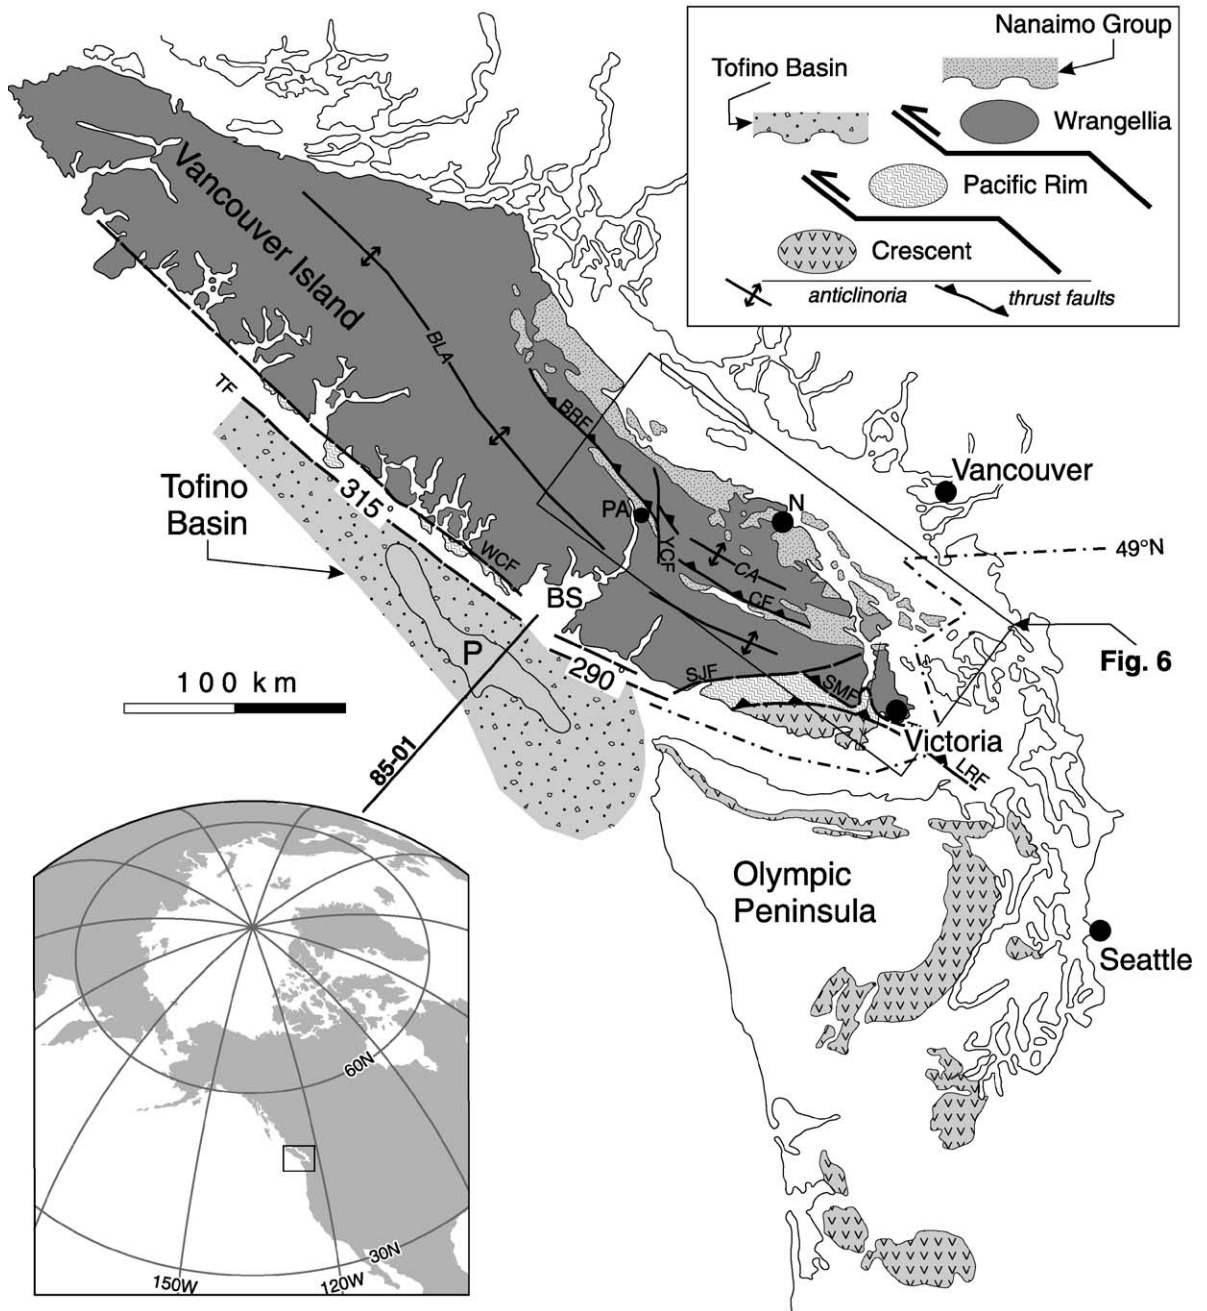 Nanaimo Group
Tofino Basin
Wrangellia
Pacific Rim
Crescent
anticlinoria
thrust faults
Vancouver Island
BLA
TF
BRF
Vancouver
Tofino
Basin
315°
PA
N
YCF
49°N
WCF
CA
CF
BS
P
Fig. 6
290°
SJF
SMF
100 km
Victoria
LRF
85-01
Olympic
Peninsula
Seattle
60N
30N
150W
120W